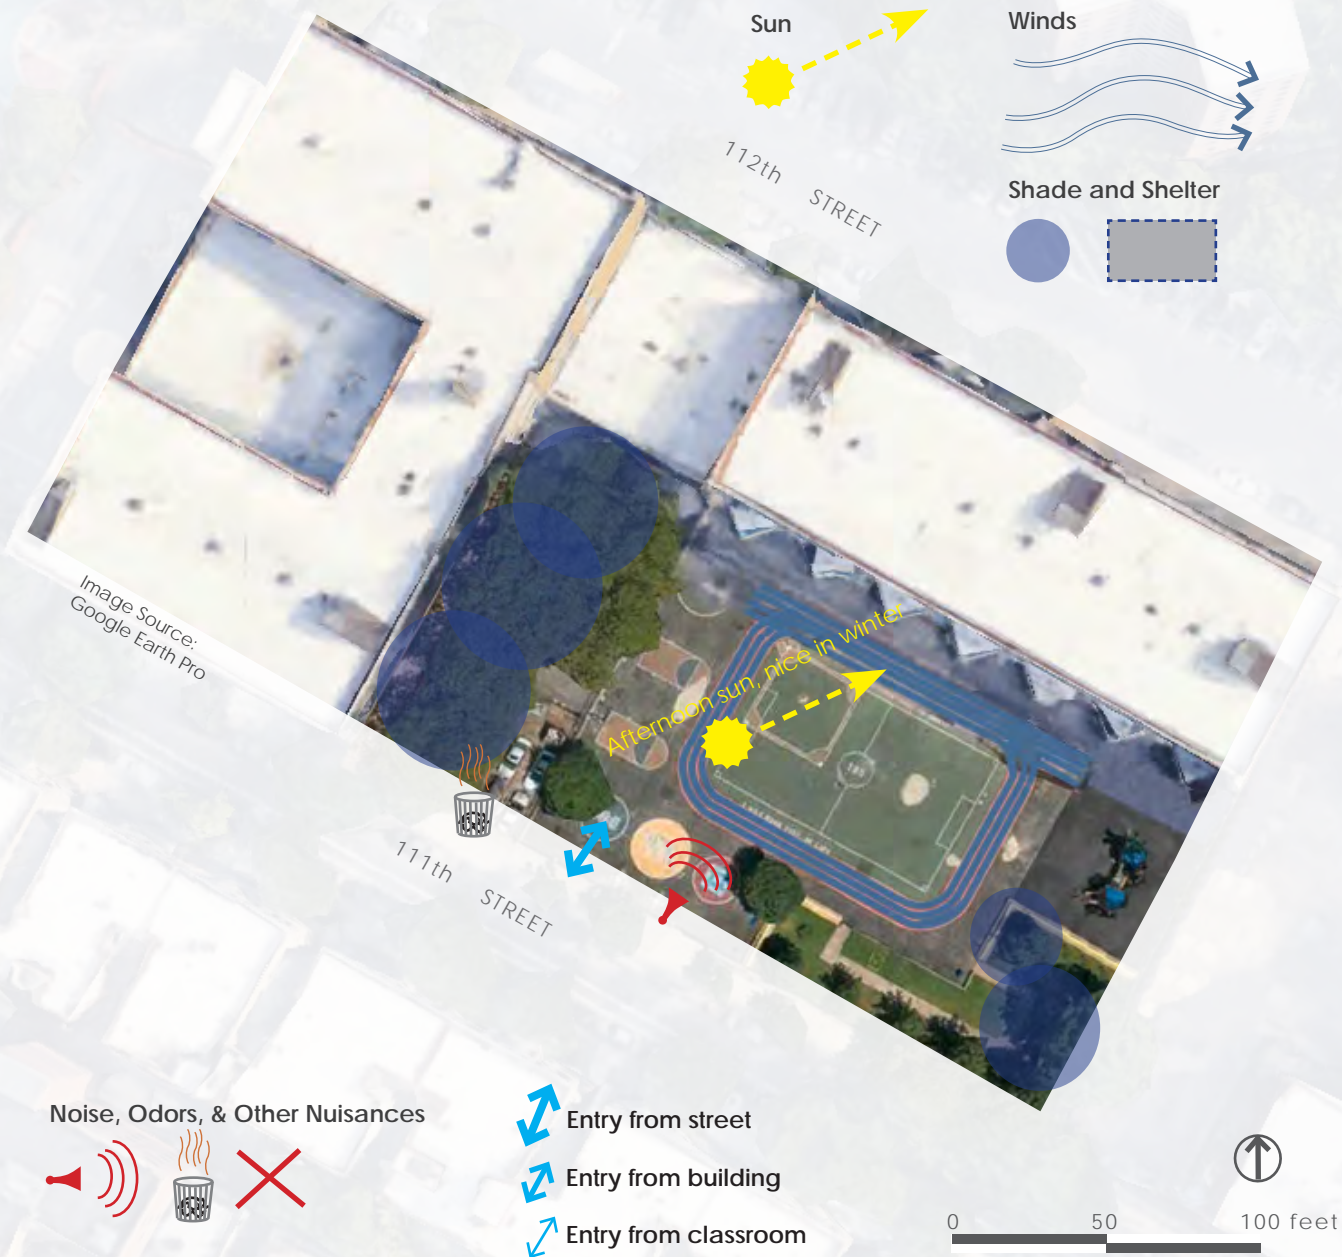 Sun
Winds
112th STREET
Shade and Shelter
Image Source:
Google Earth Pro
Afternoon sun, nice in winter
111th STREET
Noise, Odors, & Other Nuisances
Entry from street
Entry from building
Entry from classroom
0 50 100 feet